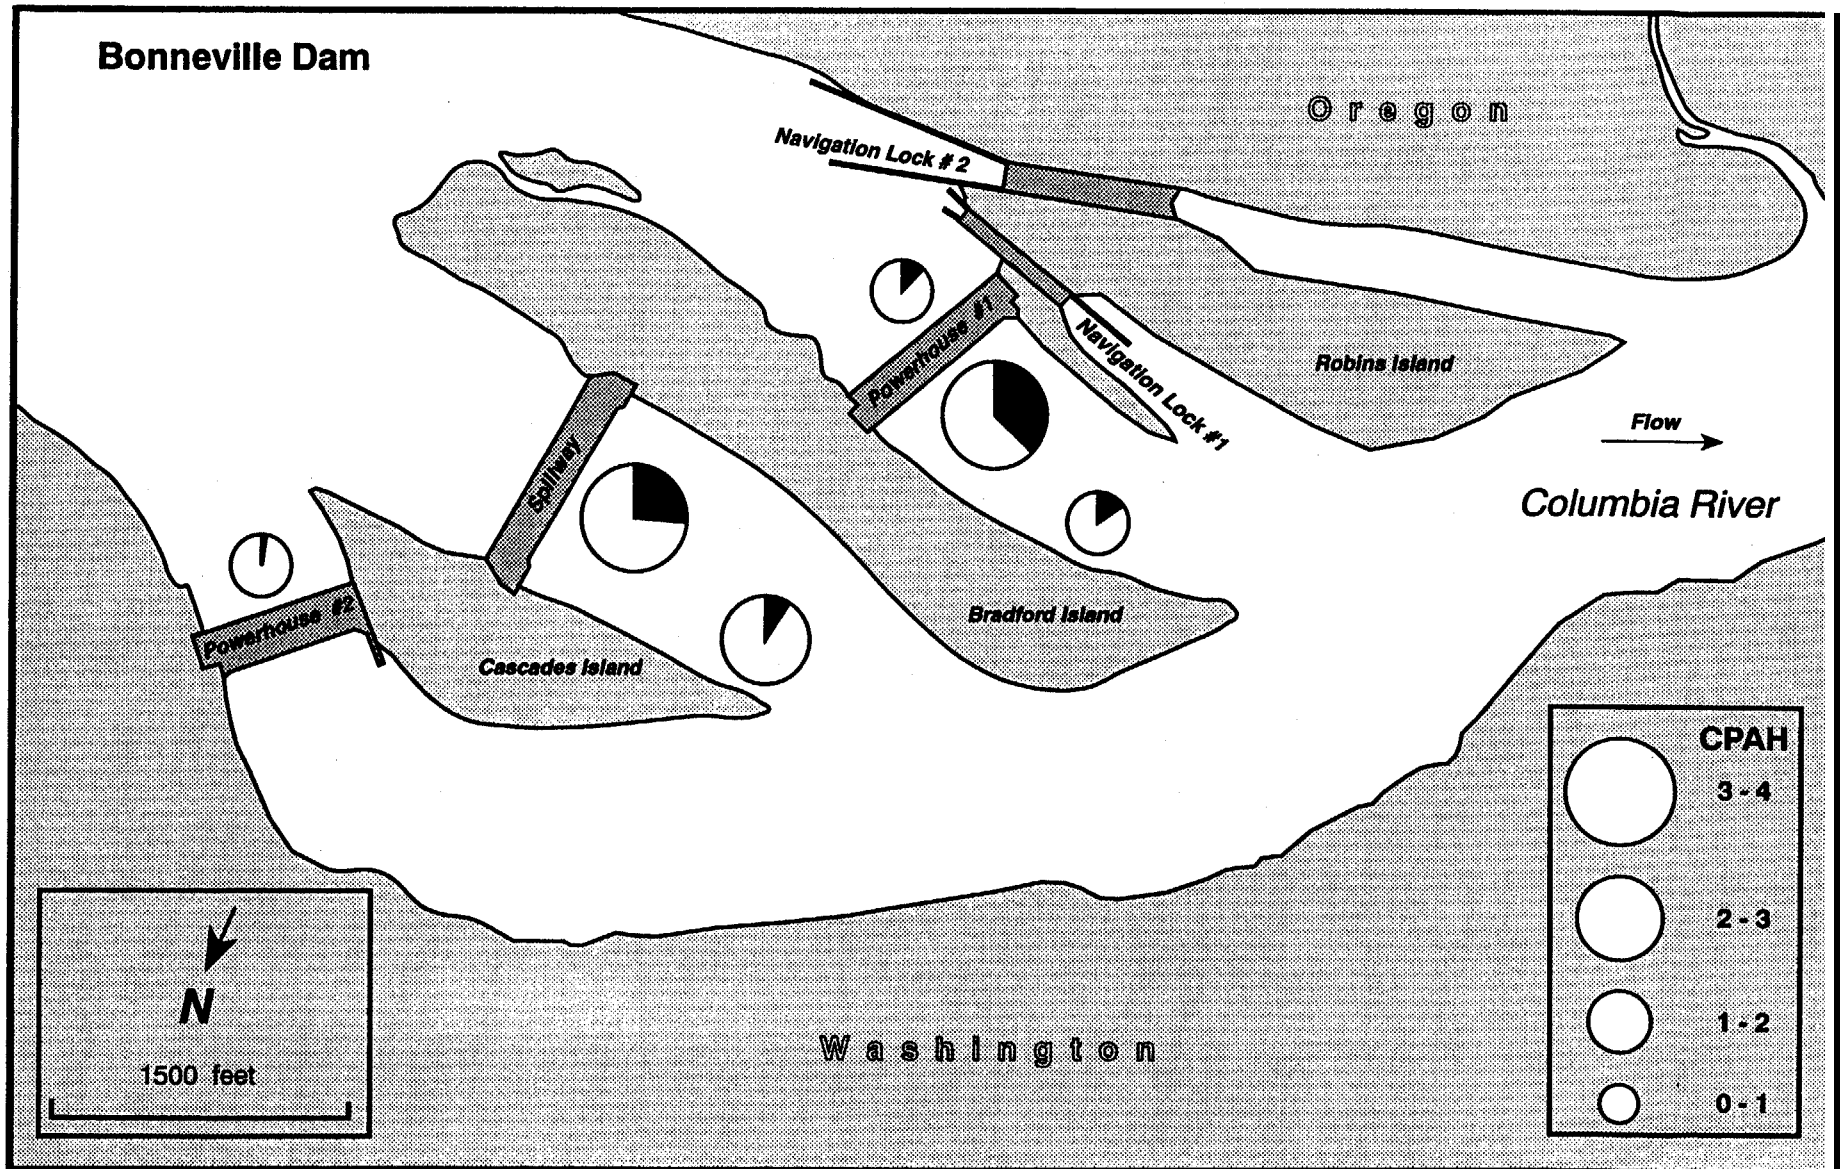 Bonneville Dam
Oregon
Navigation Lock # 2
Powerhouse #1
Navigation Lock #1
Robins Island
Flow
Columbia River
Spillway
Powerhouse #2
Bradford Island
Cascades Island
CPAH
3 - 4
2 - 3
1 - 2
0 - 1
N
1500 feet
Washington